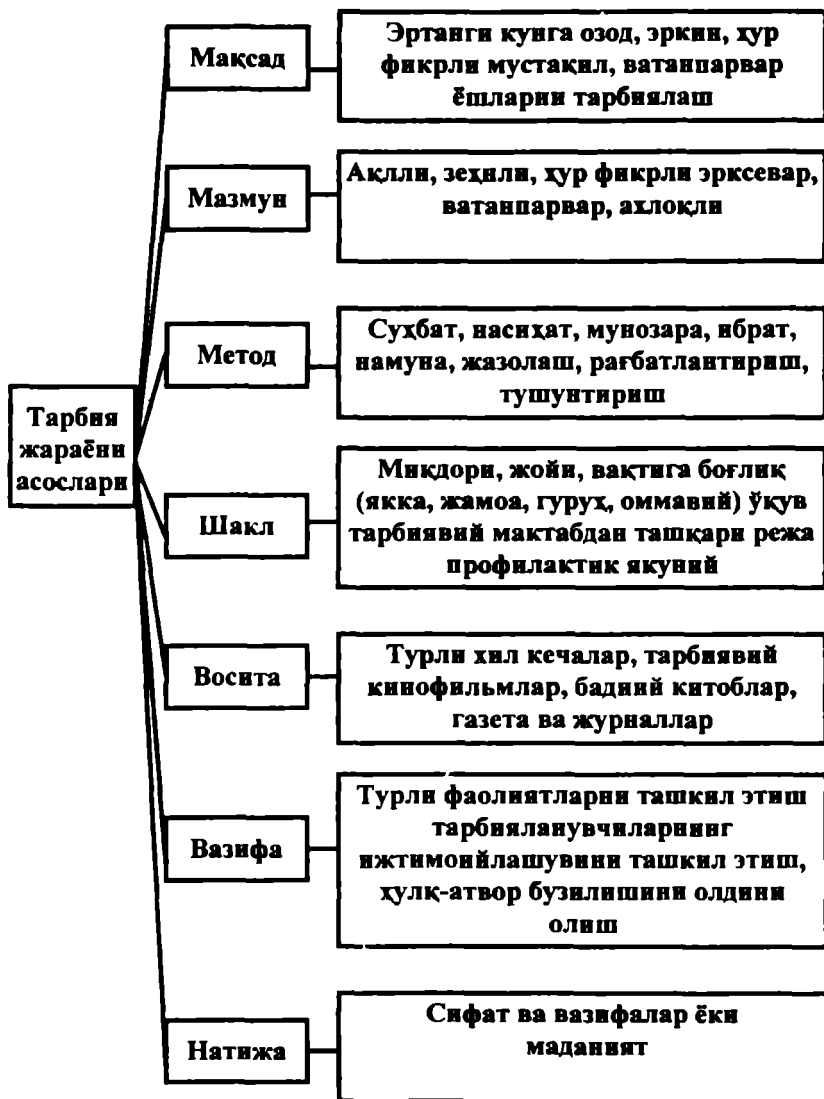 Мақсад
Эртанги кунга озод, эркин, ҳур
фикрли мустақил, ватанпарвар
ёшларни тарбиялаш
Мазмун
Ақлли, зеҳнли, ҳур фикрли эрксевар,
ватанпарвар, ахлоқли
Метод
Суҳбат, насиҳат, мунозара, ибрат,
намуна, жазолаш, рағбатлантириш,
тушунтириш
Тарбия
жараёни
асослари
Шакл
Миқдори, жойи, вақтига боғлиқ
(якка, жамоа, гуруҳ, оммавий) ўқув
тарбиявий мактабдан ташқари режа
профилактик якуний
Восита
Турли хил кечалар, тарбиявий
кинофильмлар, бадиий китоблар,
газета ва журналлар
Вазифа
Турли фаолиятларни ташкил этиш
тарбияланувчиларнинг
ижтимоийлашувини ташкил этиш,
ҳулқ-атвор бузилишини олдини
олиш
Натижа
Сифат ва вазифалар ёки
маданият